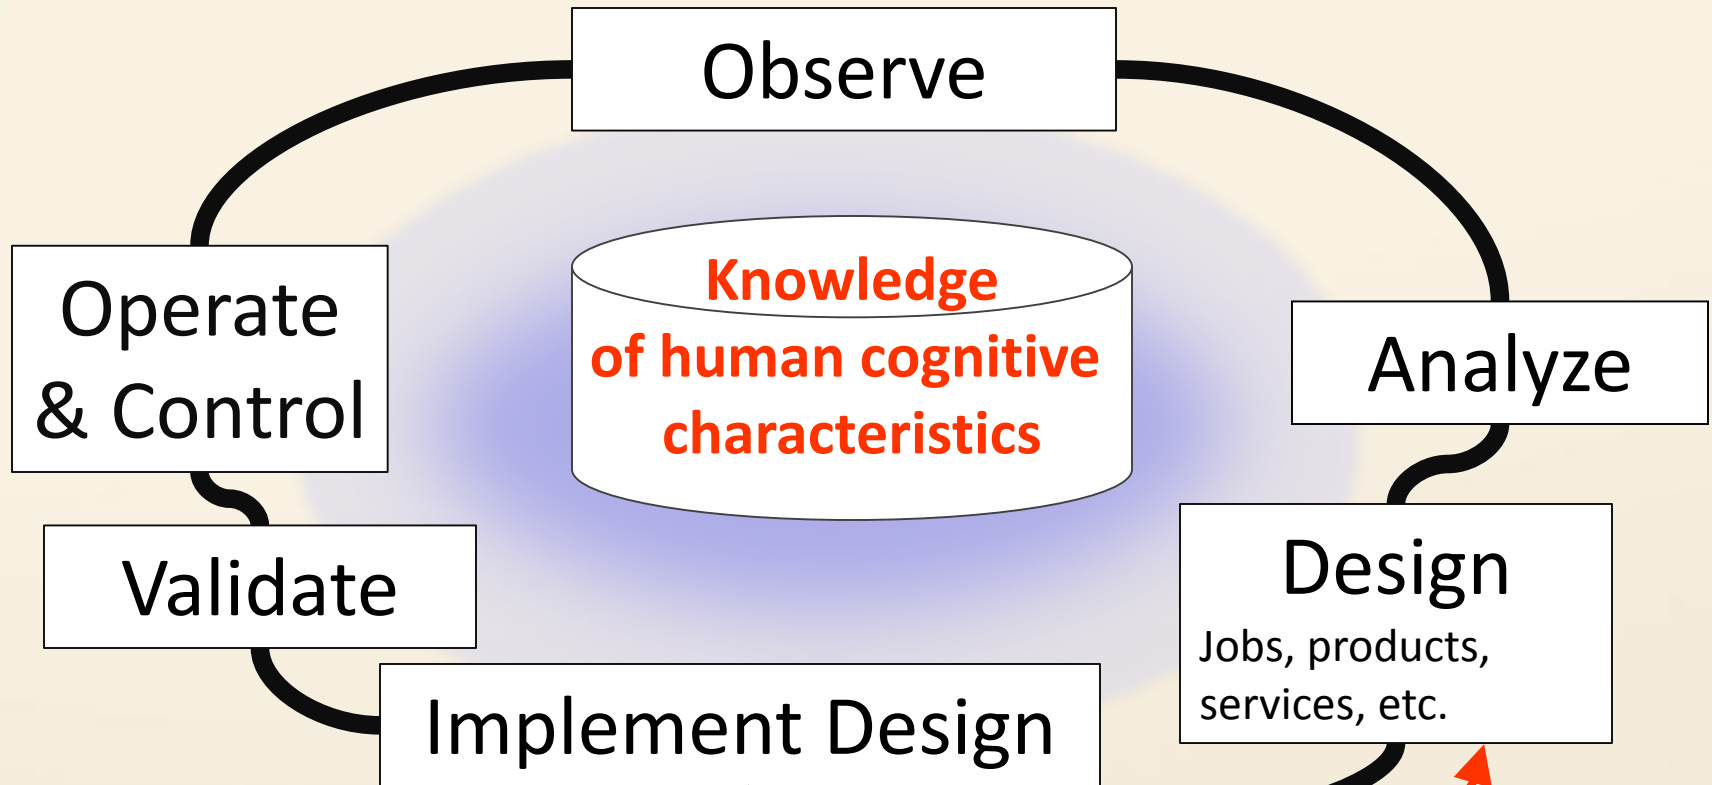 Observe
Knowledge
of human cognitive
characteristics
Operate
& Control
Analyze
Validate
Design
Jobs, products,
services, etc.
Implement Design